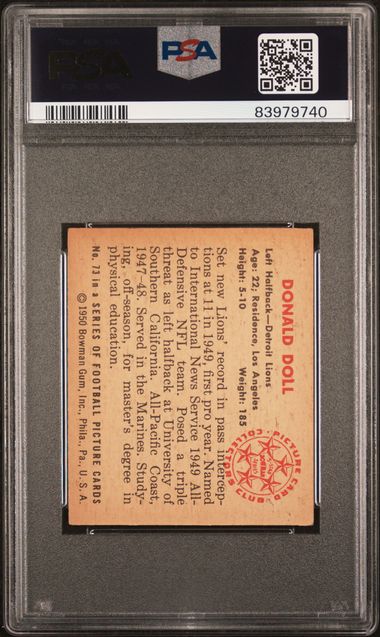 PSA
PSA
83979740
DONALD DOLL
Left Halfback—Detroit Lions
Age: 22; Residence, Los Angeles
Height: 5-10 Weight: 185
PICTURE CARD
COLLECTORS
CLUB
Set new Lions' record in pass intercep-
tions at 11 in 1949, first pro year. Named
to International News Service 1949 All-
Defensive NFL team. Posed a triple
threat as left halfback at University of
Southern California. All-Pacific Coast,
1947-48. Served in the Marines. Study-
ing, off-season, for master's degree in
physical education.
No. 73 in a SERIES OF FOOTBALL PICTURE CARDS
© 1950 Bowman Gum, Inc., Phila., Pa., U. S. A.